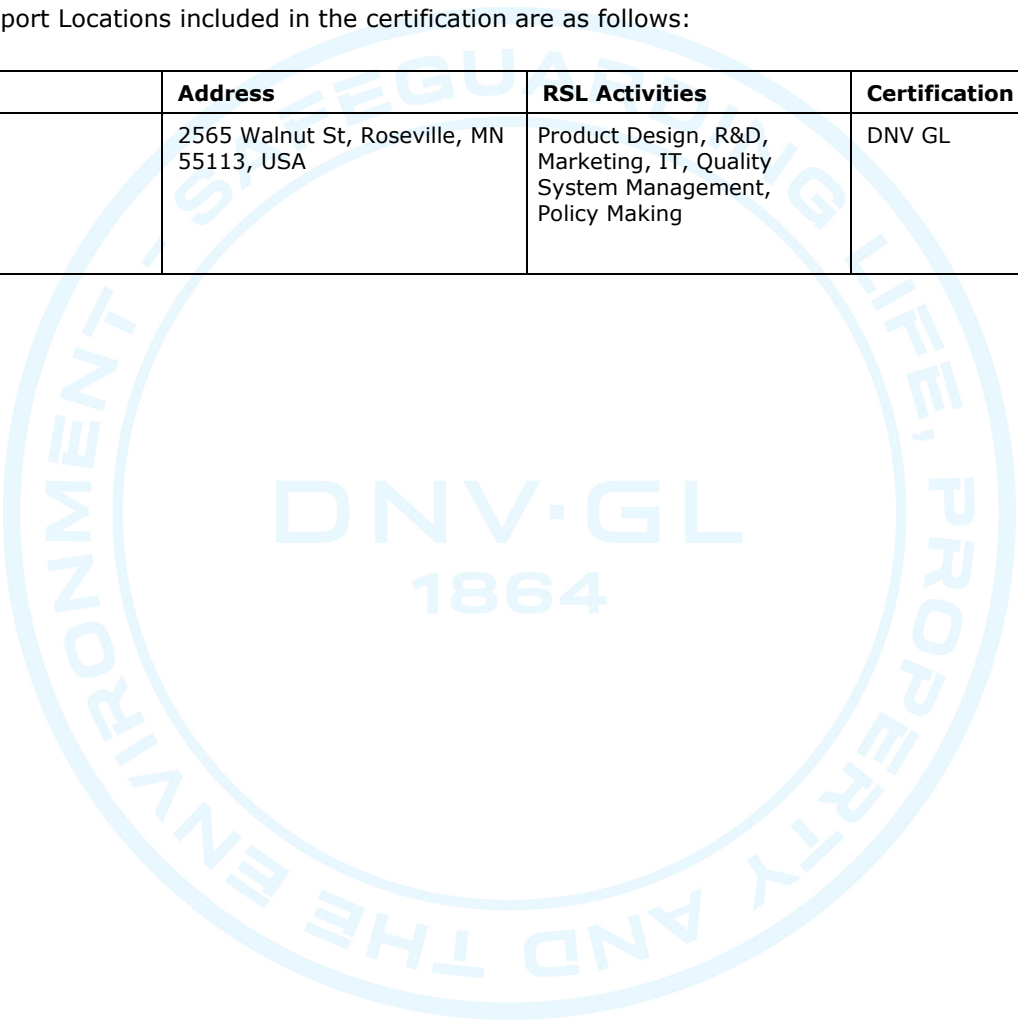 port Locations included in the certification are as follows:
Address RSL Activities Certification
2565 Walnut St, Roseville, MN Product Design, R&D, DNV GL
55113, USA Marketing, IT, Quality
System Management,
Policy Making
SAFEGUARDING LIFE, PROPERTY AND THE ENVIRONMENT -
DNV·GL
1864